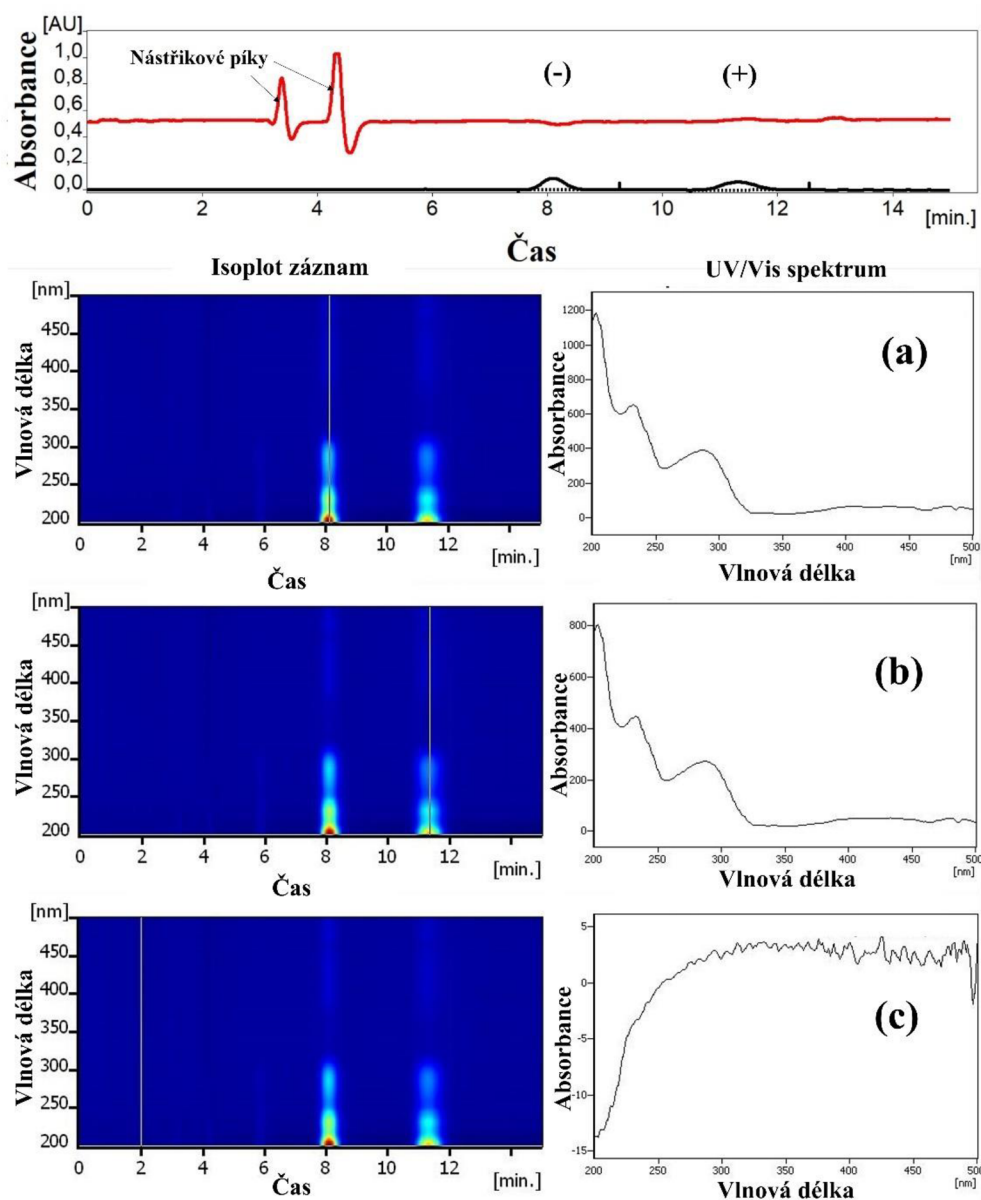 [AU]
1,0
0,8
0,6
0,4
0,2
0,0
Absorbance
Nástřikové píky
(-)
(+)
0 2 4 6 8 10 12 14
[min.]
Čas
Isoplot záznam
UV/Vis spektrum
[nm]
450
400
350
300
250
200
Vlnová délka
0 2 4 6 8 10 12
[min.]
Čas
1200
1000
800
600
400
200
0
Absorbance
(a)
200 250 300 350 400 450 500
[nm]
Vlnová délka
[nm]
450
400
350
300
250
200
Vlnová délka
0 2 4 6 8 10 12
[min.]
Čas
800
600
400
200
0
Absorbance
(b)
200 250 300 350 400 450 500
[nm]
Vlnová délka
[nm]
450
400
350
300
250
200
Vlnová délka
0 2 4 6 8 10 12
[min.]
Čas
5
0
-5
-10
-15
Absorbance
(c)
200 250 300 350 400 450 500
[nm]
Vlnová délka